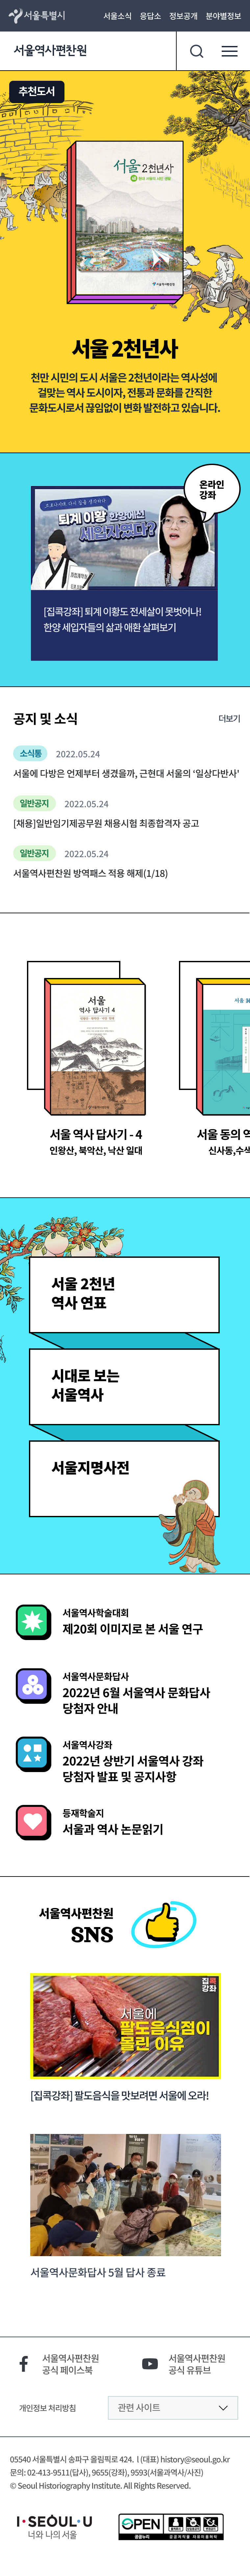 서울특별시
서울소식 응답소 정보공개 분야별정보
서울역사편찬원
추천도서
서울 2천년사
서울 2천년사
천만 시민의 도시 서울은 2천년이라는 역사성에
걸맞는 역사 도시이자, 전통과 문화를 간직한
문화도시로서 끊임없이 변화 발전하고 있습니다.
온라인
강좌
퇴계 이황도 한양에선
세입자였다?
[집콕강좌] 퇴계 이황도 전세살이 못벗어나!
한양 세입자들의 삶과 애환 살펴보기
공지 및 소식
더보기
소식통 2022.05.24
서울에 다방은 언제부터 생겼을까, 근현대 서울의 ‘일상다반사’
일반공지 2022.05.24
[채용]일반임기제공무원 채용시험 최종합격자 공고
일반공지 2022.05.24
서울역사편찬원 방역패스 적용 해제(1/18)
서울
역사 답사기 4
서울 역사 답사기 - 4
인왕산, 북악산, 낙산 일대
서울 동의 역
신사동,수색
서울 2천년
역사 연표
시대로 보는
서울역사
서울지명사전
서울역사학술대회
제20회 이미지로 본 서울 연구
서울역사문화답사
2022년 6월 서울역사 문화답사
당첨자 안내
서울역사강좌
2022년 상반기 서울역사 강좌
당첨자 발표 및 공지사항
등재학술지
서울과 역사 논문읽기
서울역사편찬원
SNS
집콕
강좌
서울에
팔도음식점이
몰린 이유
[집콕강좌] 팔도음식을 맛보려면 서울에 오라!
서울역사문화답사 5월 답사 종료
서울역사편찬원
공식 페이스북
서울역사편찬원
공식 유튜브
개인정보 처리방침
관련 사이트
05540 서울특별시 송파구 올림픽로 424. l (대표) history@seoul.go.kr
문의: 02-413-9511(답사), 9655(강좌), 9593(서울과역사/사진)
© Seoul Historiography Institute. All Rights Reserved.
I·SEOUL·U
너와 나의 서울
OPEN
공공누리